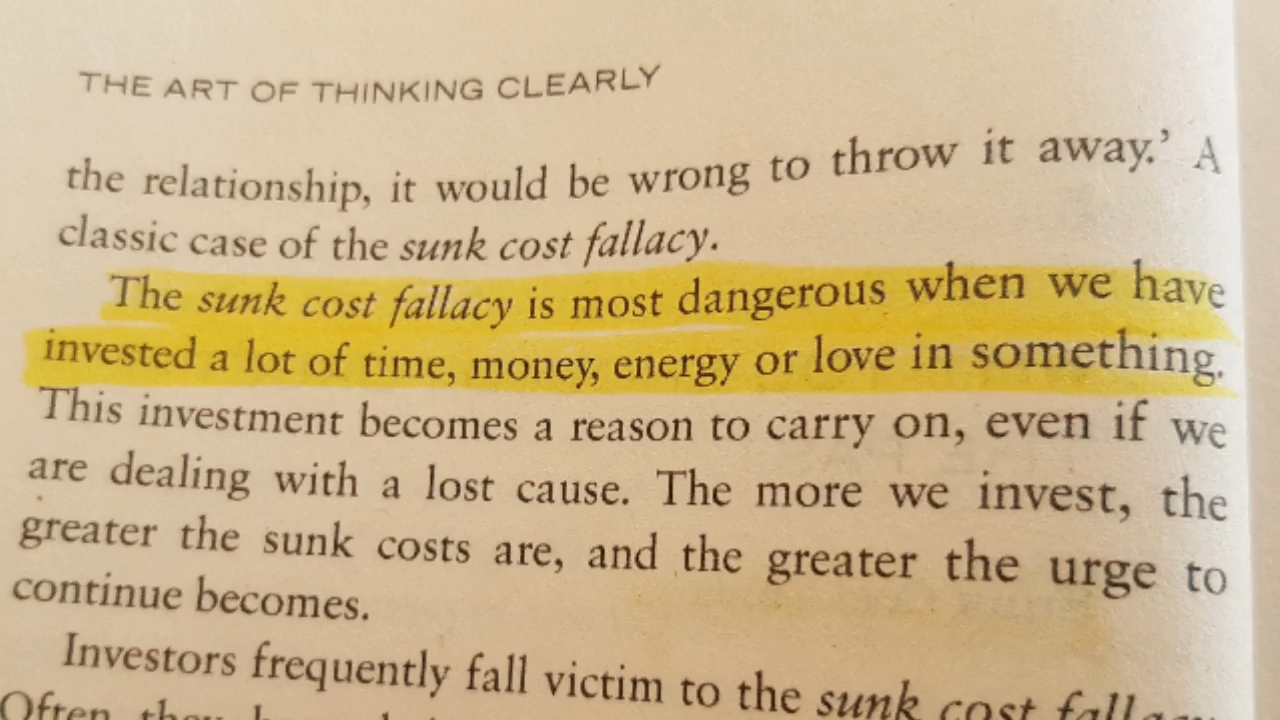 THE ART OF THINKING CLEARLY
the relationship, it would be wrong to throw it away.’ A
classic case of the sunk cost fallacy.
The sunk cost fallacy is most dangerous when we have
invested a lot of time, money, energy or love in something.
This investment becomes a reason to carry on, even if we
are dealing with a lost cause. The more we invest, the
greater the sunk costs are, and the greater the urge to
continue becomes.
Investors frequently fall victim to the sunk cost
Often they